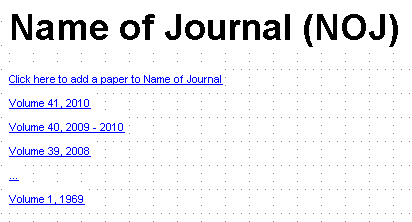 Name of Journal (NOJ)
Click here to add a paper to Name of Journal
Volume 41, 2010
Volume 40, 2009 - 2010
Volume 39, 2008
...
Volume 1, 1969